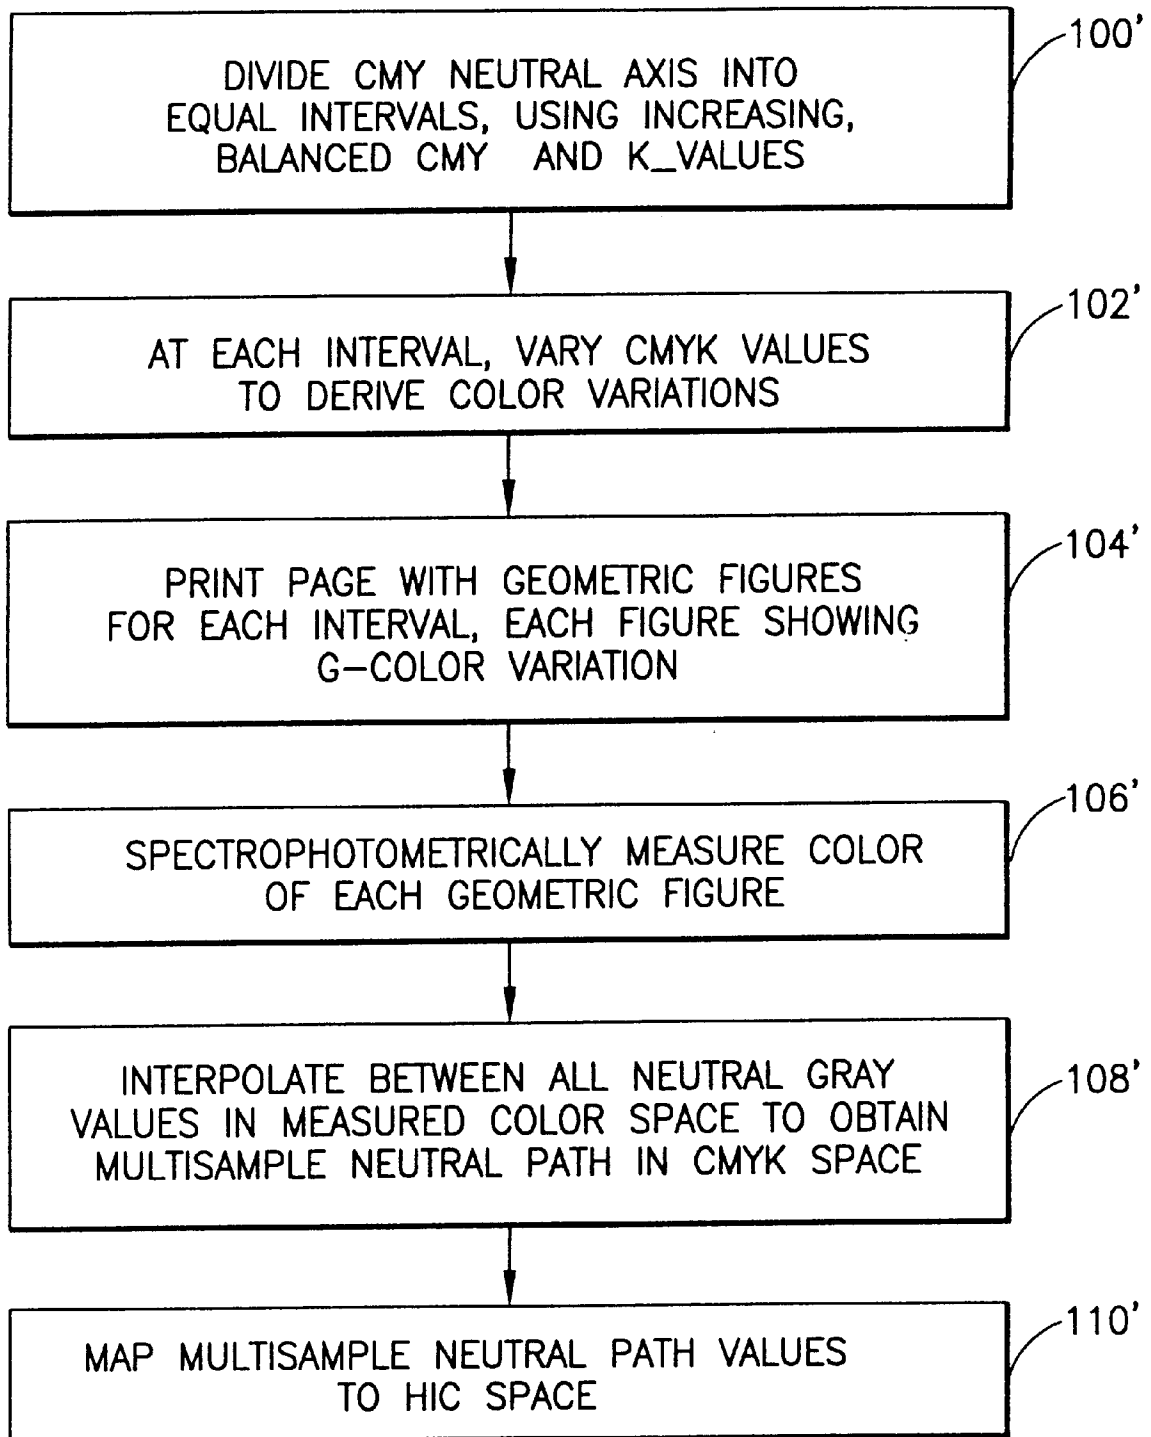 100'
DIVIDE CMY NEUTRAL AXIS INTO
EQUAL INTERVALS, USING INCREASING,
BALANCED CMY AND K_VALUES
102'
AT EACH INTERVAL, VARY CMYK VALUES
TO DERIVE COLOR VARIATIONS
104'
PRINT PAGE WITH GEOMETRIC FIGURES
FOR EACH INTERVAL, EACH FIGURE SHOWING
G-COLOR VARIATION
106'
SPECTROPHOTOMETRICALLY MEASURE COLOR
OF EACH GEOMETRIC FIGURE
108'
INTERPOLATE BETWEEN ALL NEUTRAL GRAY
VALUES IN MEASURED COLOR SPACE TO OBTAIN
MULTISAMPLE NEUTRAL PATH IN CMYK SPACE
110'
MAP MULTISAMPLE NEUTRAL PATH VALUES
TO HIC SPACE